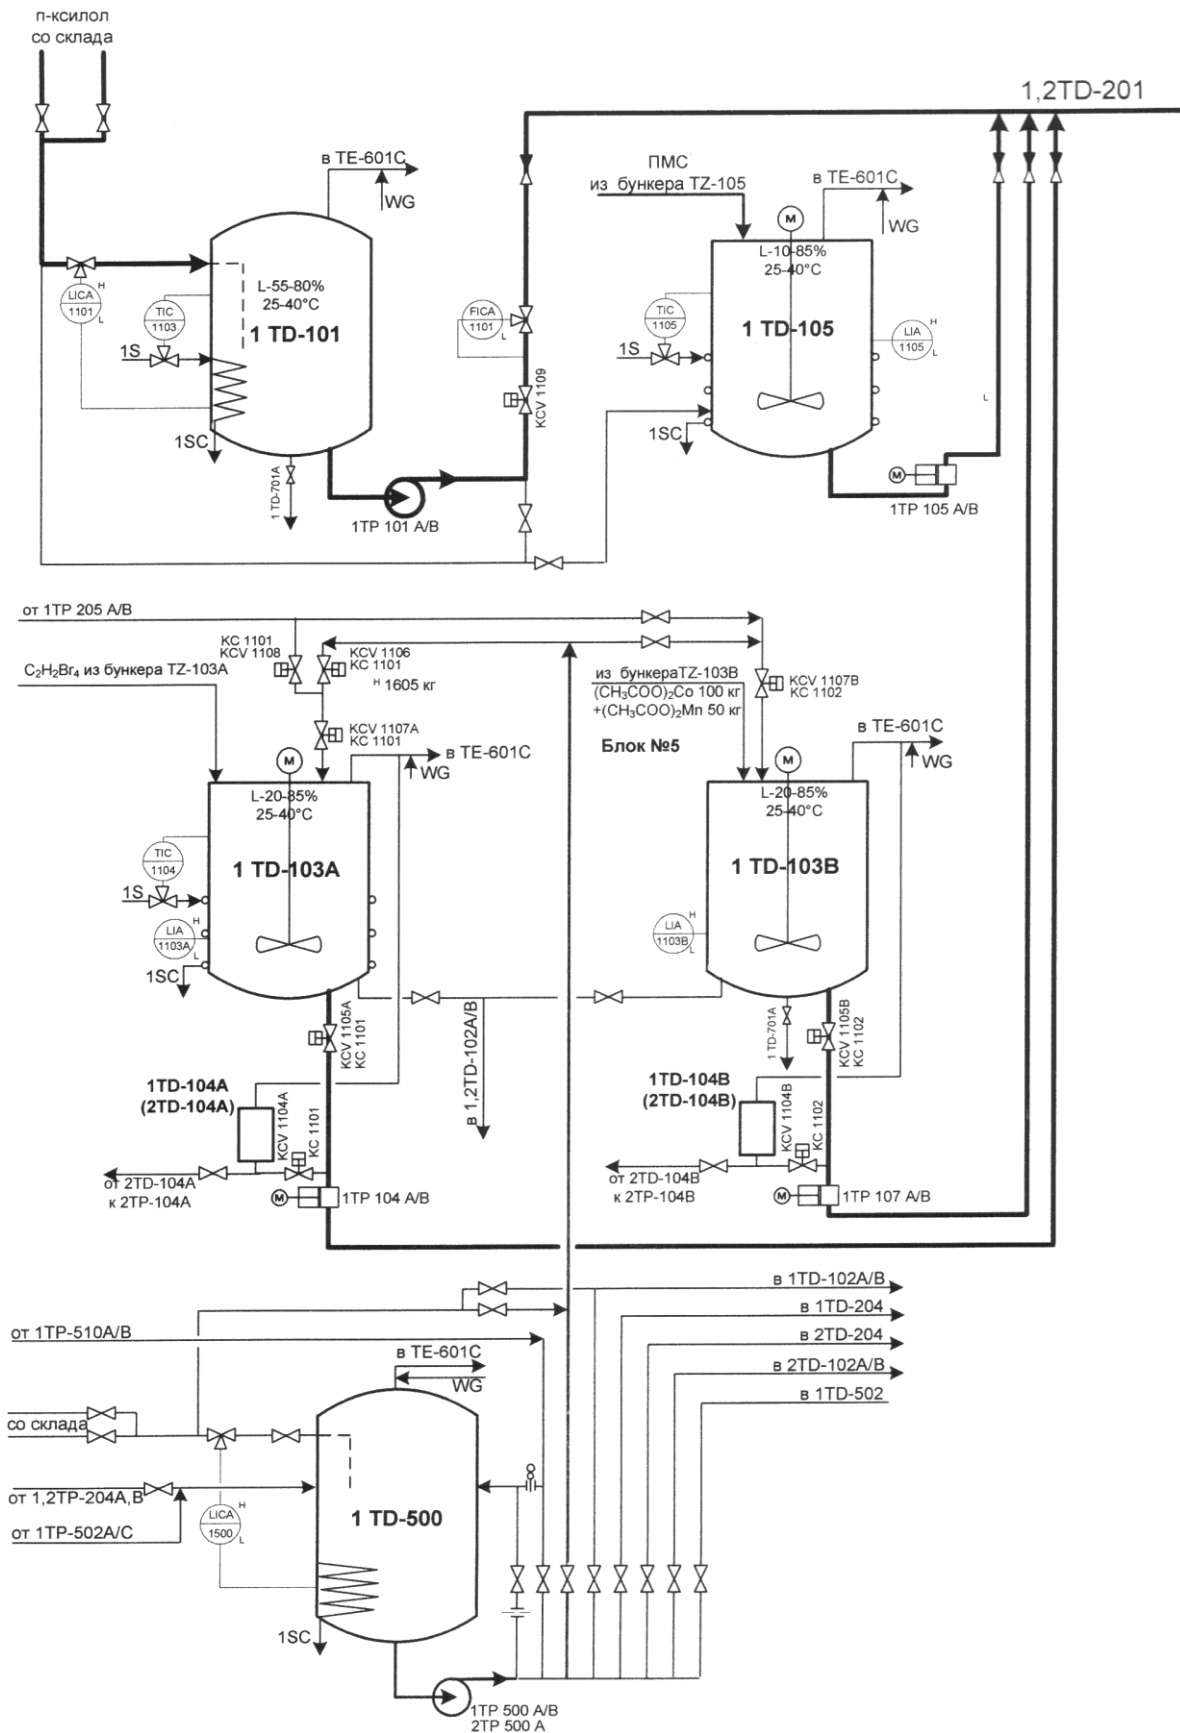 п-ксилол
со склада
1,2TD-201
в TE-601C
WG
ПМС
из бункера TZ-105
в TE-601C
WG
M
L-10-85%
25-40°C
L-55-80%
25-40°C
LICA
1101
H
L
TIC
1103
1 TD-101
FICA
1101
L
TIC
1105
1 TD-105
LIA
1105
H
L
1S
1S
KCV 1109
L
1SC
1SC
1 TD-701A
M
1TP 101 A/B
1TP 105 A/B
от 1TP 205 A/B
KC 1101
KCV 1108
KCV 1106
KC 1101
C₂H₂Br₄ из бункера TZ-103A
H 1605 кг
из бункераTZ-103B
(CH₃COO)₂Co 100 кг
+(CH₃COO)₂Mn 50 кг
KCV 1107B
KC 1102
KCV 1107A
KC 1101
Блок №5
в TE-601C
WG
M
в TE-601C
WG
M
L-20-85%
25-40°C
L-20-85%
25-40°C
TIC
1104
1 TD-103A
1 TD-103B
1S
LIA
1103A
H
L
LIA
1103B
H
L
1SC
KCV 1105A
KC 1101
в 1,2TD-102A/B
1 TD-701A
KCV 1105B
KC 1102
1TD-104A
(2TD-104A)
KCV 1104A
KC 1101
1TD-104B
(2TD-104B)
KCV 1104B
KC 1102
от 2TD-104A
к 2TP-104A
M
1TP 104 A/B
от 2TD-104B
к 2TP-104B
M
1TP 107 A/B
в 1TD-102A/B
в 1TD-204
от 1TP-510A/B
в 2TD-204
в TE-601C
WG
в 2TD-102A/B
в 1TD-502
со склада
от 1,2TP-204A,B
LICA
1500
H
L
1 TD-500
от 1TP-502A/C
1SC
1TP 500 A/B
2TP 500 A